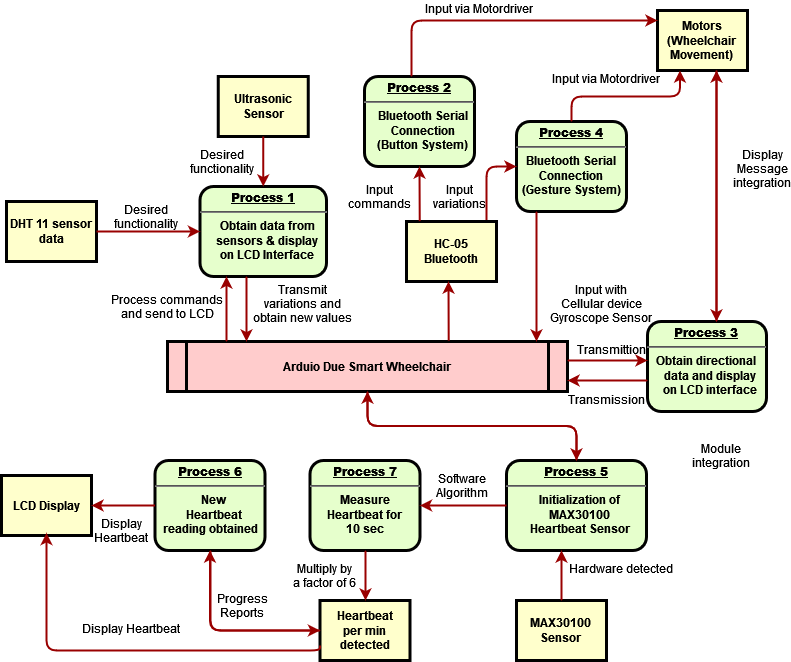 Input via Motordriver
Motors
(Wheelchair
Movement)
Input via Motordriver
Ultrasonic
Sensor
Process 2
Bluetooth Serial
Connection
(Button System)
Process 4
Bluetooth Serial
Connection
(Gesture System)
Display
Message
integration
Desired
functionality
DHT 11 sensor
data
Desired
functionality
Process 1
Obtain data from
sensors & display
on LCD Interface
Input
commands
Input
variations
HC-05
Bluetooth
Process commands
and send to LCD
Transmit
variations and
obtain new values
Input with
Cellular device
Gyroscope Sensor
Arduio Due Smart Wheelchair
Transmittion
Transmission
Process 3
Obtain directional
data and display
on LCD interface
Module
integration
LCD Display
Display
Heartbeat
Process 6
New
Heartbeat
reading obtained
Process 7
Measure
Heartbeat for
10 sec
Software
Algorithm
Process 5
Initialization of
MAX30100
Heartbeat Sensor
Multiply by
a factor of 6
Hardware detected
Progress
Reports
Display Heartbeat
Heartbeat
per min
detected
MAX30100
Sensor